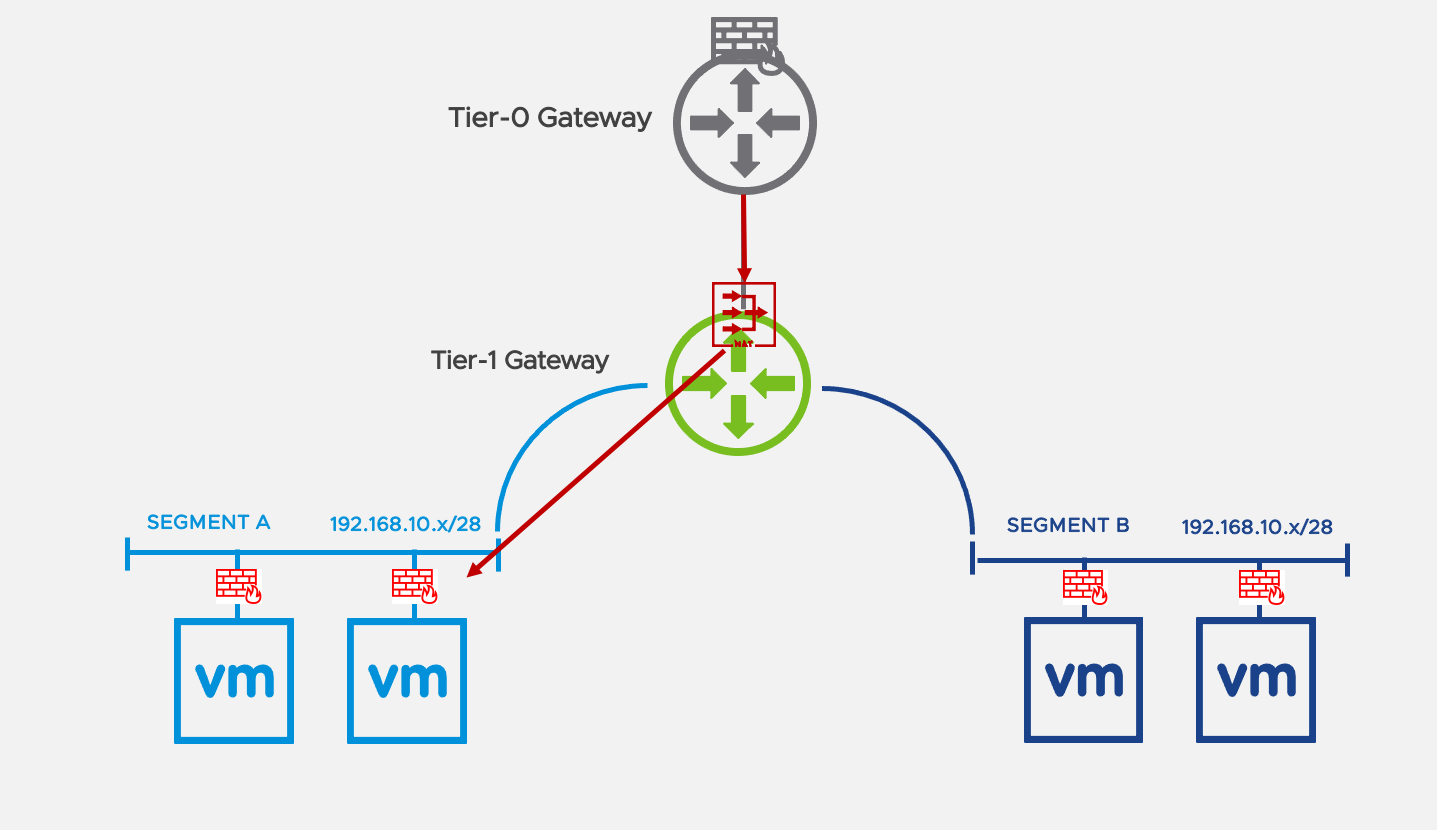 Tier-0 Gateway
NAT
Tier-1 Gateway
SEGMENT A 192.168.10.x/28
SEGMENT B 192.168.10.x/28
vm vm vm vm